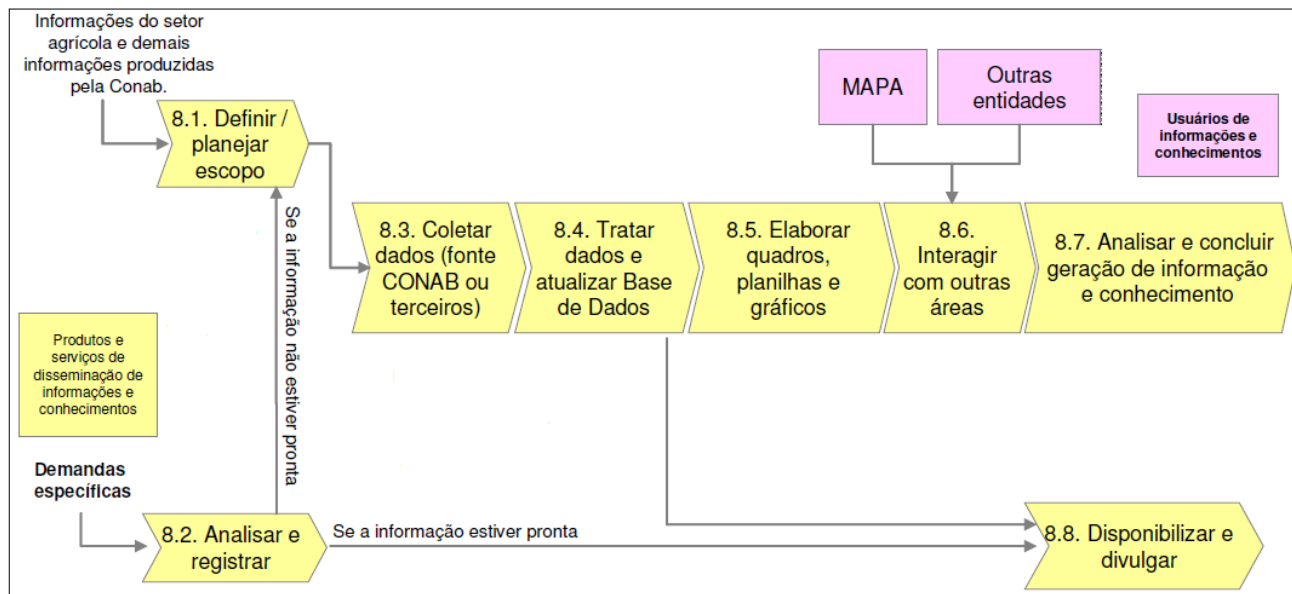 Informações do setor
agrícola e demais
informações produzidas
pela Conab.
8.1. Definir /
planejar
escopo
MAPA
Outras
entidades
Usuários de
informações e
conhecimentos
8.3. Coletar
dados (fonte
CONAB ou
terceiros)
8.4. Tratar
dados e
atualizar Base
de Dados
8.5. Elaborar
quadros,
planilhas e
gráficos
8.6.
Interagir
com outras
áreas
8.7. Analisar e concluir
geração de informação
e conhecimento
Se a informação não estiver pronta
Produtos e
serviços de
disseminação de
informações e
conhecimentos
Demandas
específicas
8.2. Analisar e
registrar
Se a informação estiver pronta
8.8. Disponibilizar e
divulgar